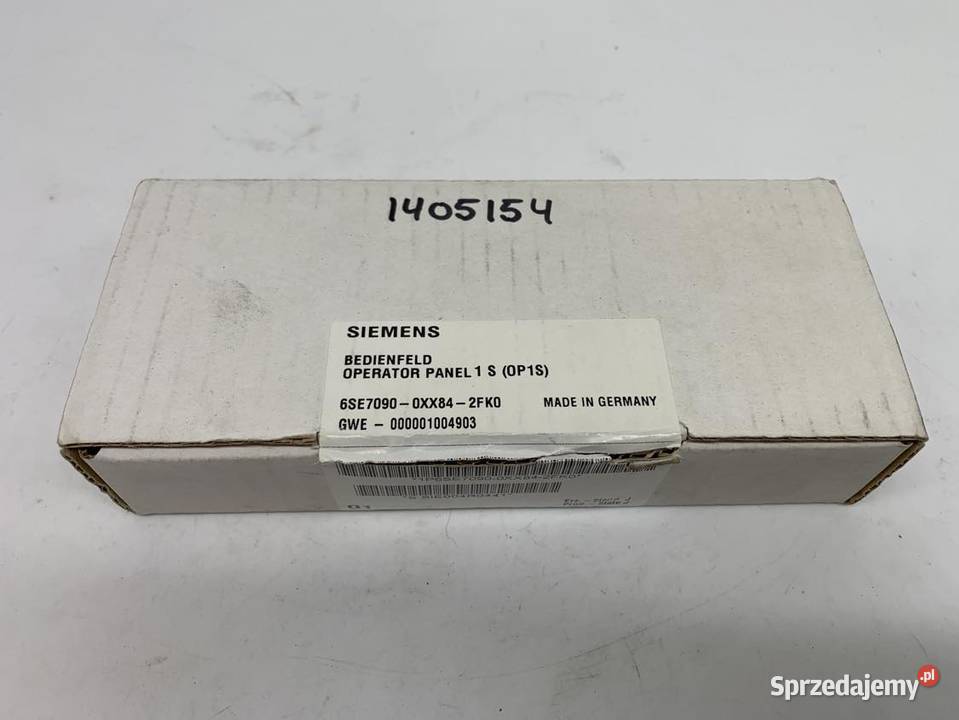 1405154
SIEMENS
BEDIENFELD
OPERATOR PANEL 1 S (OP1S)
6SE7090-0XX84-2FK0 MADE IN GERMANY
GWE - 000001004903
Sprzedajemy.pl